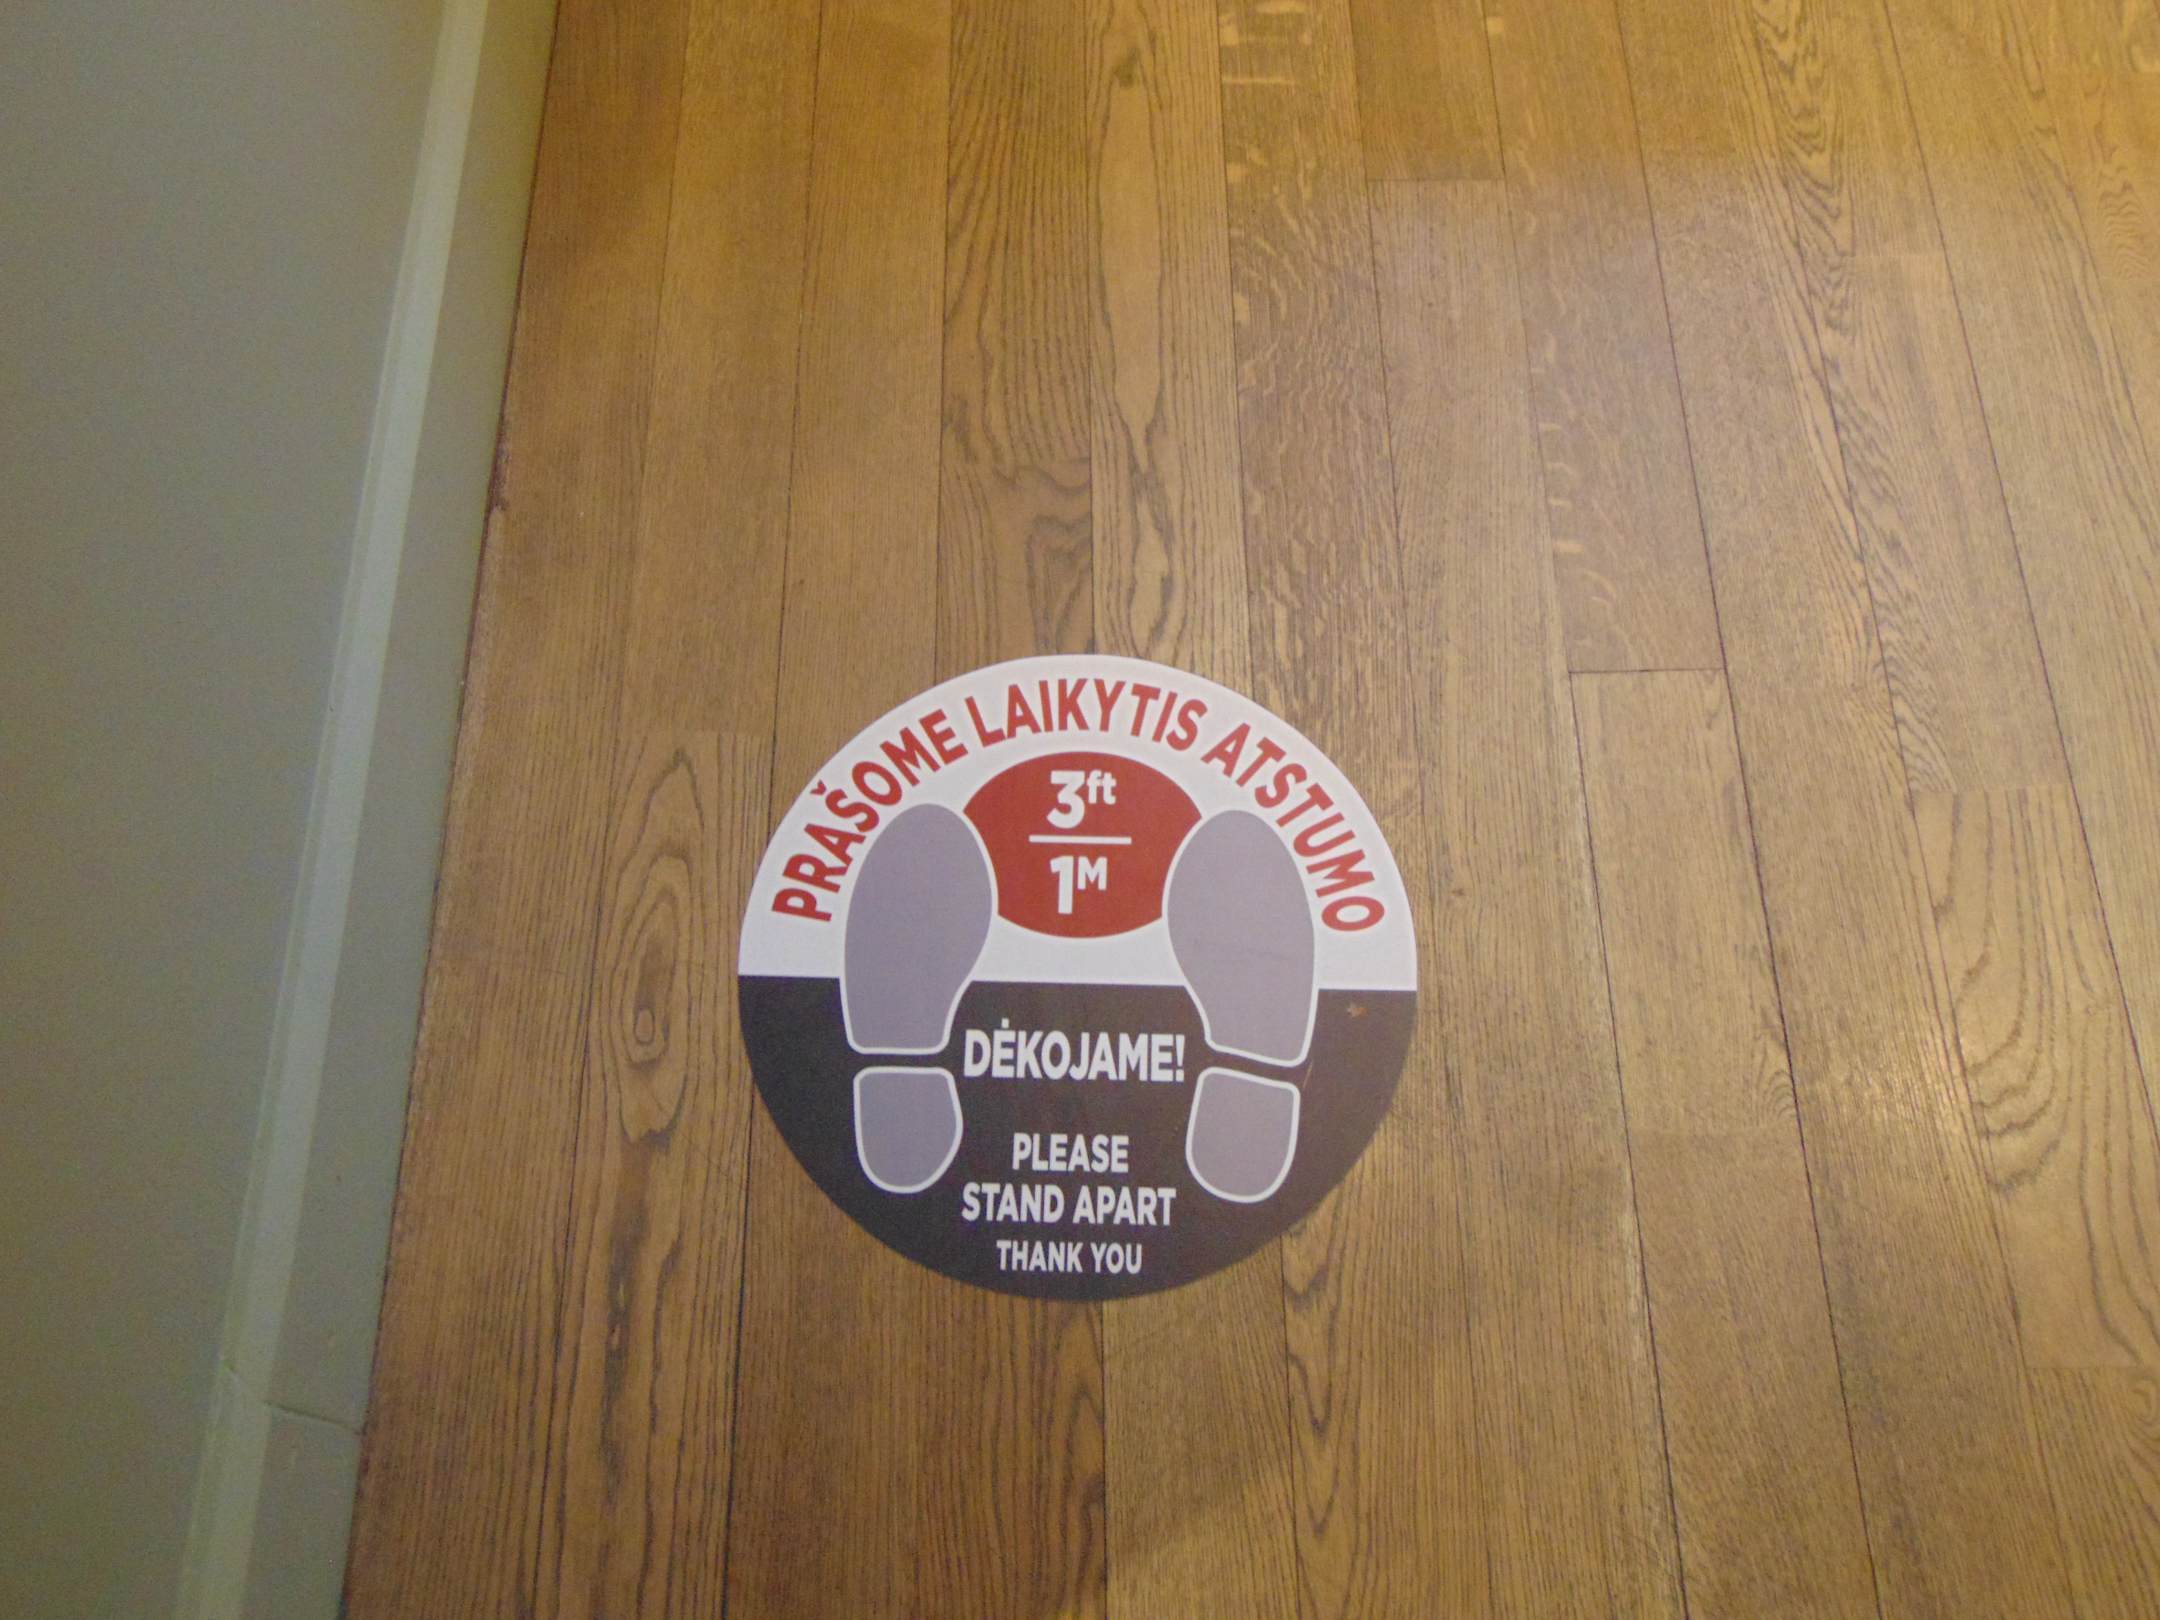 PRAŠOME LAIKYTIS ATSTUMO
3ft
1M
DĖKOJAME!
PLEASE
STAND APART
THANK YOU